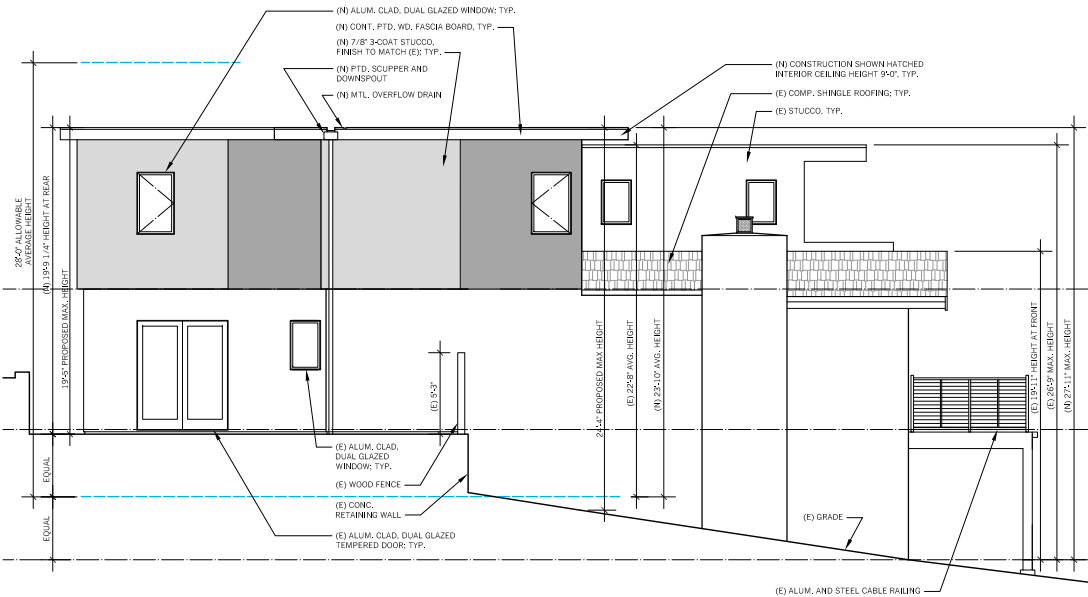 (N) ALUM. CLAD, DUAL GLAZED WINDOW; TYP.
(N) CONT. PTD. WD. FASCIA BOARD, TYP.
(N) 7/8" 3-COAT STUCCO,
FINISH TO MATCH (E); TYP.
(N) PTD. SCUPPER AND
DOWNSPOUT
(N) MTL. OVERFLOW DRAIN
(N) CONSTRUCTION SHOWN HATCHED
INTERIOR CEILING HEIGHT 9'-0", TYP.
(E) COMP. SHINGLE ROOFING; TYP.
(E) STUCCO, TYP.
28'-0" ALLOWABLE
AVERAGE HEIGHT
(N) 19'-9 1/4" HEIGHT AT REAR
19'-5" PROPOSED MAX. HEIGHT
(E) 5'-3"
24'-4" PROPOSED MAX HEIGHT
(E) 22'-8" AVG. HEIGHT
(N) 23'-10" AVG. HEIGHT
(E) 19'-11" HEIGHT AT FRONT
(E) 26'-9" MAX. HEIGHT
(N) 27'-11" MAX. HEIGHT
EQUAL
EQUAL
(E) ALUM. CLAD,
DUAL GLAZED
WINDOW; TYP.
(E) WOOD FENCE
(E) CONC.
RETAINING WALL
(E) ALUM. CLAD, DUAL GLAZED
TEMPERED DOOR; TYP.
(E) GRADE
(E) ALUM. AND STEEL CABLE RAILING